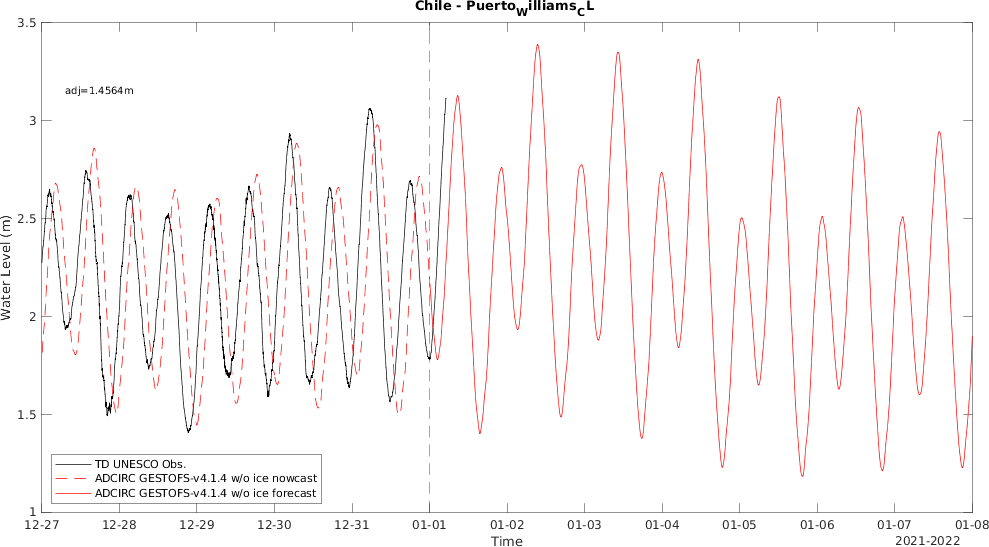 Chile - PuertoWilliamsCL
3.5
adj=1.4564m
3
2.5
Water Level (m)
2
1.5
TD UNESCO Obs.
ADCIRC GESTOFS-v4.1.4 w/o ice nowcast
ADCIRC GESTOFS-v4.1.4 w/o ice forecast
1
12-27 12-28 12-29 12-30 12-31 01-01 01-02 01-03 01-04 01-05 01-06 01-07 01-08
Time
2021-2022